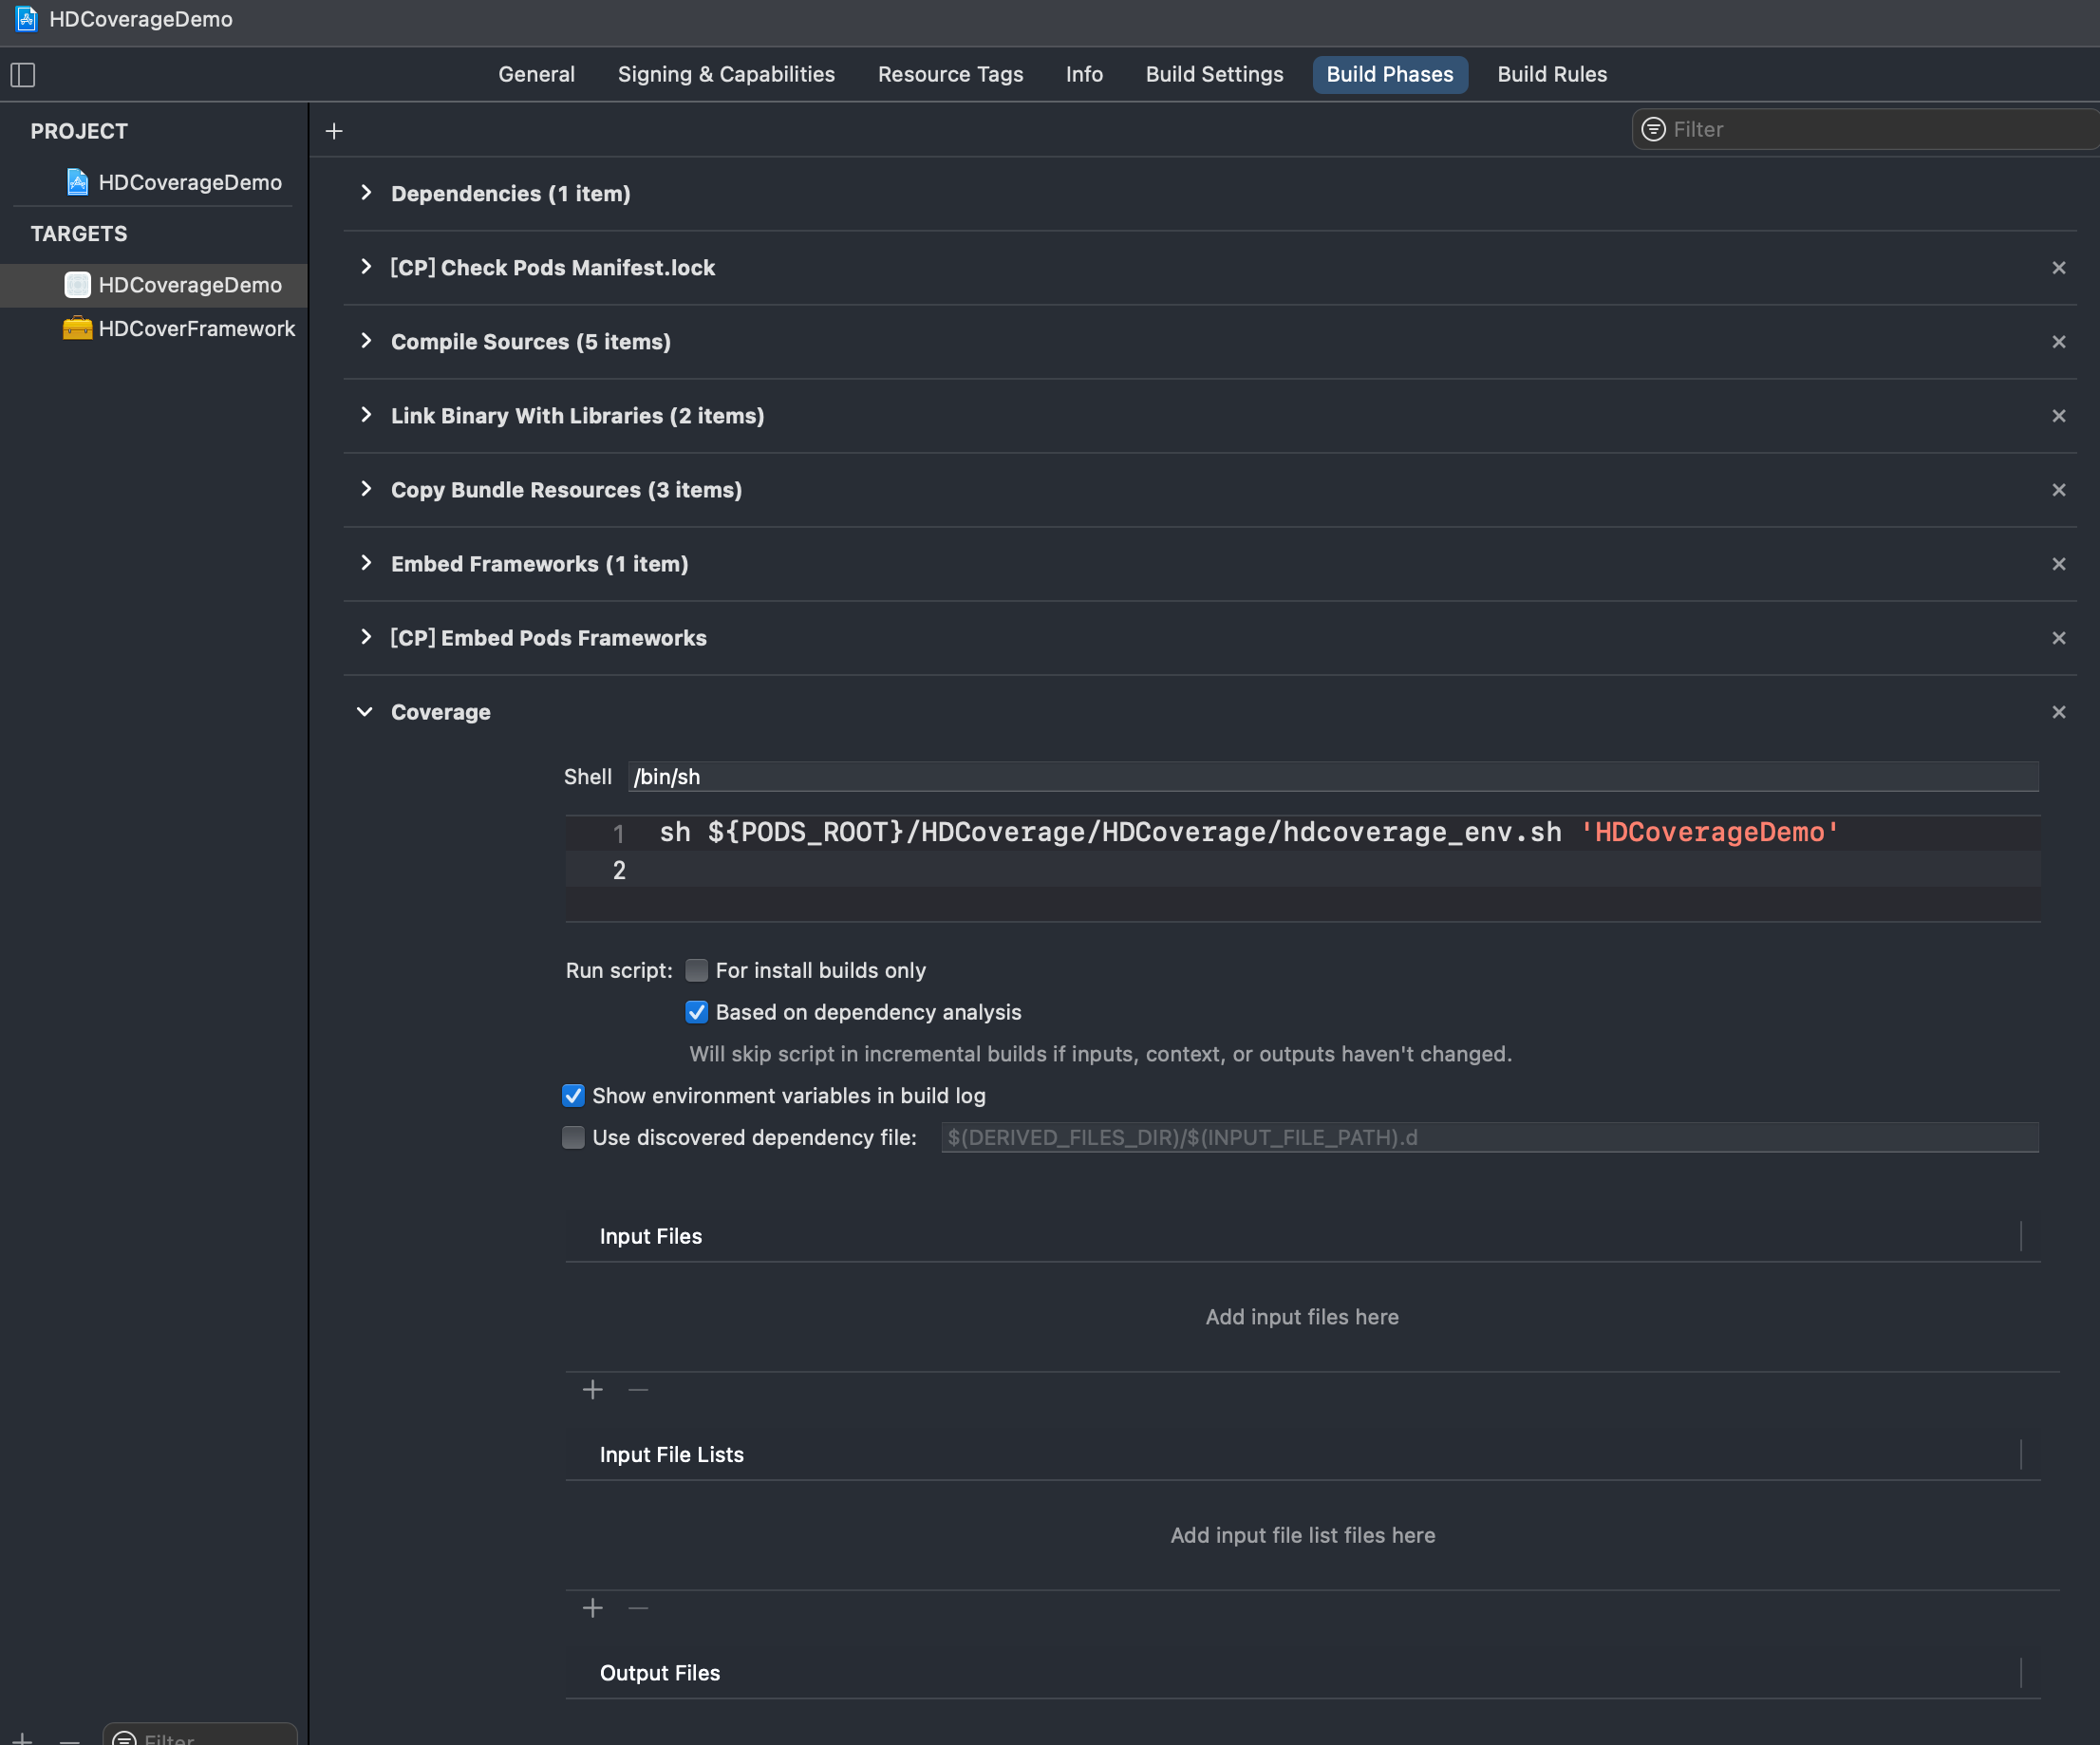 HDCoverageDemo
General Signing & Capabilities Resource Tags Info Build Settings Build Phases Build Rules
PROJECT
HDCoverageDemo
TARGETS
HDCoverageDemo
HDCoverFramework
Filter
Dependencies (1 item)
[CP] Check Pods Manifest.lock
Compile Sources (5 items)
Link Binary With Libraries (2 items)
Copy Bundle Resources (3 items)
Embed Frameworks (1 item)
[CP] Embed Pods Frameworks
Coverage
Shell /bin/sh
1 sh ${PODS_ROOT}/HDCoverage/HDCoverage/hdcoverage_env.sh 'HDCoverageDemo'
2
Run script: For install builds only
Based on dependency analysis
Will skip script in incremental builds if inputs, context, or outputs haven't changed.
Show environment variables in build log
Use discovered dependency file: $(DERIVED_FILES_DIR)/$(INPUT_FILE_PATH).d
Input Files
Add input files here
Input File Lists
Add input file list files here
Output Files
Filter